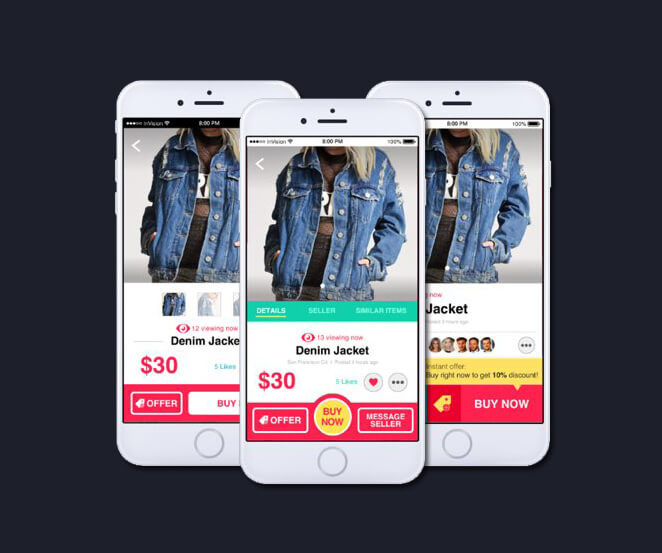 InVision 8:00 PM
12 viewing now
Denim Jacke
$30
5 Likes
OFFER
BUY
InVision 8:00 PM 100%
DETAILS SELLER SIMILAR ITEMS
13 viewing now
Denim Jacket
San Francisco CA • Posted 3 hours ago
$30
5 Likes
OFFER
BUY
NOW
MESSAGE
SELLER
8:00 PM 100%
now
Jacket
Posted 3 hours ago
Instant offer:
Buy right now to get 10% discount!
BUY NOW